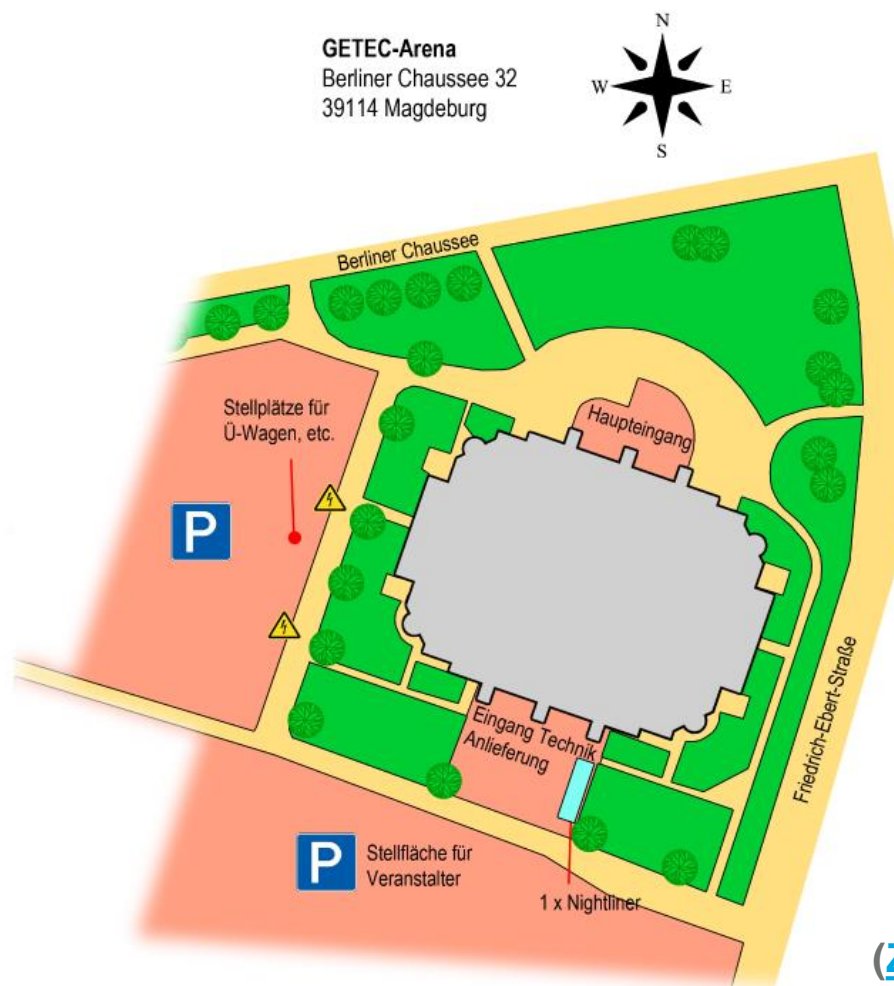 GETEC-Arena
Berliner Chaussee 32
39114 Magdeburg
N
W
E
S
Berliner Chaussee
Stellplätze für
Ü-Wagen, etc.
Haupteingang
P
Friedrich-Ebert-Straße
Eingang Technik
Anlieferung
P
Stellfläche für
Veranstalter
1 x Nightliner
(